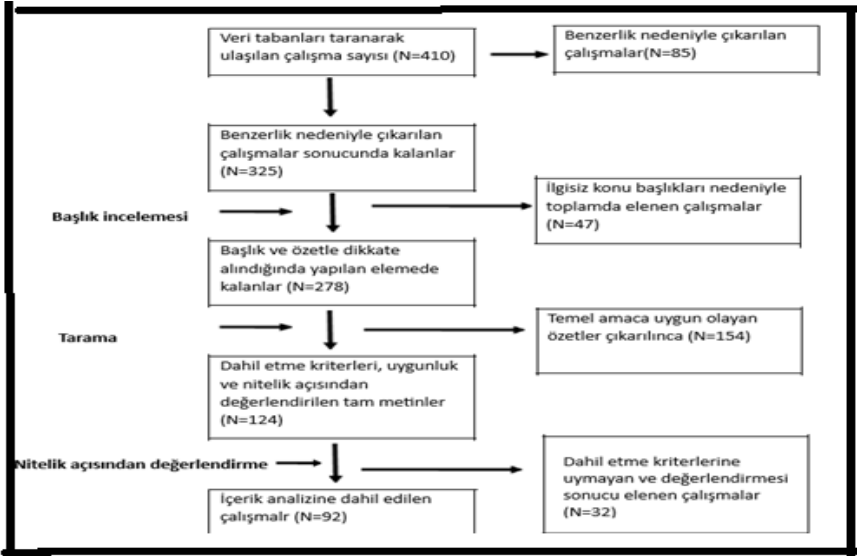 Veri tabanları taranarak
ulaşılan çalışma sayısı (N=410)
Benzerlik nedeniyle çıkarılan
çalışmalar(N=85)
Benzerlik nedeniyle çıkarılan
çalışmalar sonucunda kalanlar
(N=325)
İlgisiz konu başlıkları nedeniyle
toplamda elenen çalışmalar
(N=47)
Başlık incelemesi
Başlık ve özetle dikkate
alındığında yapılan elemede
kalanlar (N=278)
Temel amaca uygun olayan
özetler çıkarılınca (N=154)
Tarama
Dahil etme kriterleri, uygunluk
ve nitelik açısından
değerlendirilen tam metinler
(N=124)
Nitelik açısından değerlendirme
Dahil etme kriterlerine
uymayan ve değerlendirmesi
sonucu elenen çalışmalar
(N=32)
İçerik analizine dahil edilen
çalışmalr (N=92)